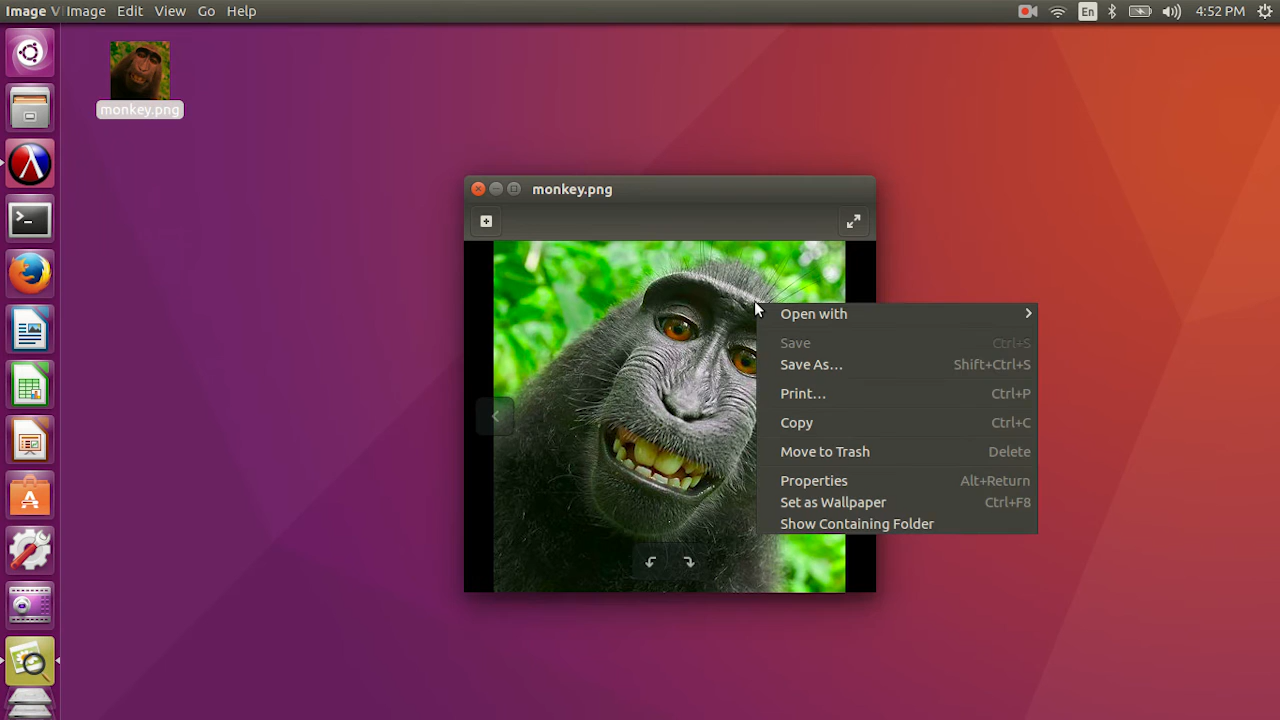 Image V Image Edit View Go Help En 4:52 PM
monkey.png
monkey.png
Open with
Save Ctrl+S
Save As... Shift+Ctrl+S
Print... Ctrl+P
Copy Ctrl+C
Move to Trash Delete
Properties Alt+Return
Set as Wallpaper Ctrl+F8
Show Containing Folder